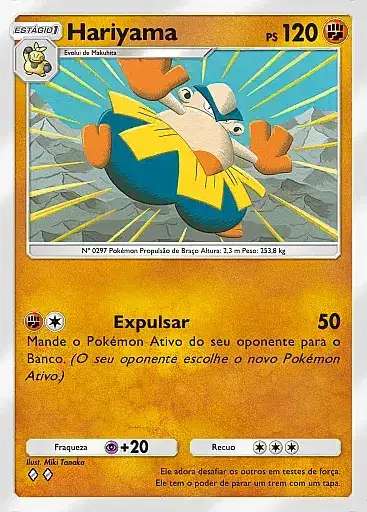 ESTÁGIO 1
Hariyama
PS 120
Evolui de Makuhita
Nº 0297 Pokémon Propulsão de Braço Altura: 2,3 m Peso: 253,8 kg
Expulsar 50
Mande o Pokémon Ativo do seu oponente para o
Banco. (O seu oponente escolhe o novo Pokémon
Ativo.)
Fraqueza +20 Recuo
Ilust. Miki Tanaka
Ele adora desafiar os outros em testes de força.
Ele tem o poder de parar um trem com um tapa.